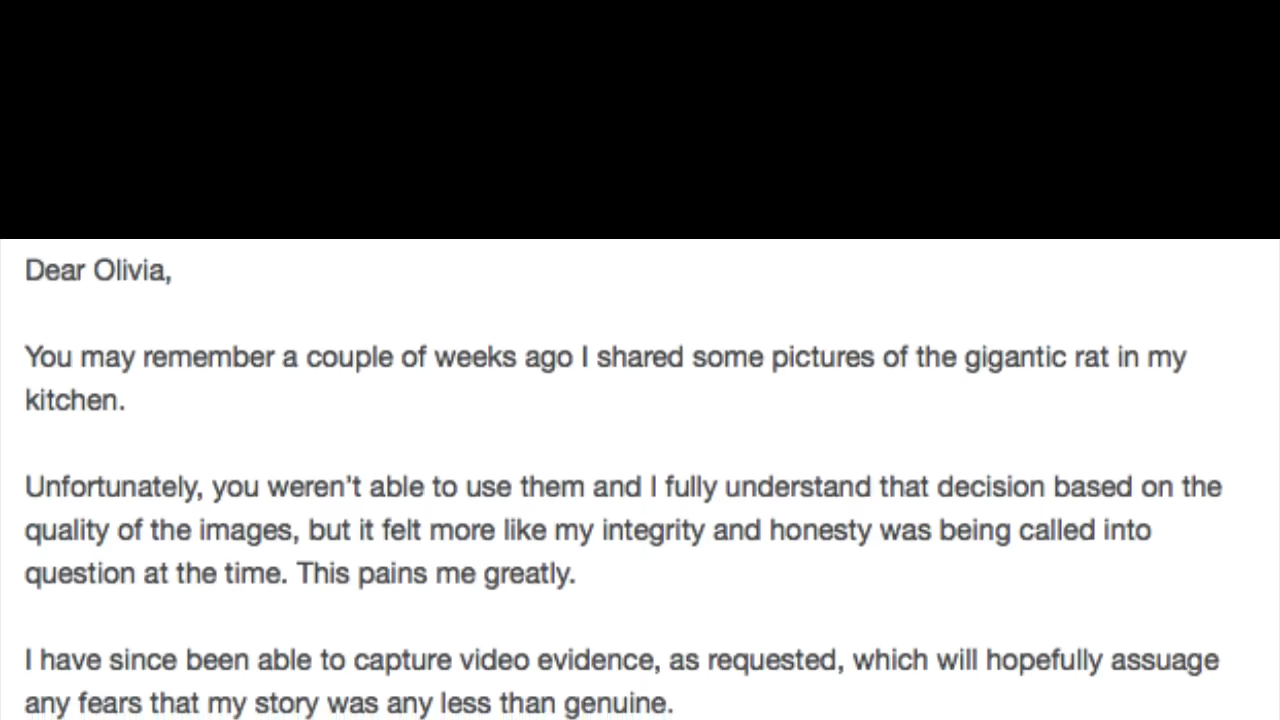 Dear Olivia,
You may remember a couple of weeks ago I shared some pictures of the gigantic rat in my
kitchen.
Unfortunately, you weren't able to use them and I fully understand that decision based on the
quality of the images, but it felt more like my integrity and honesty was being called into
question at the time. This pains me greatly.
I have since been able to capture video evidence, as requested, which will hopefully assuage
any fears that my story was any less than genuine.